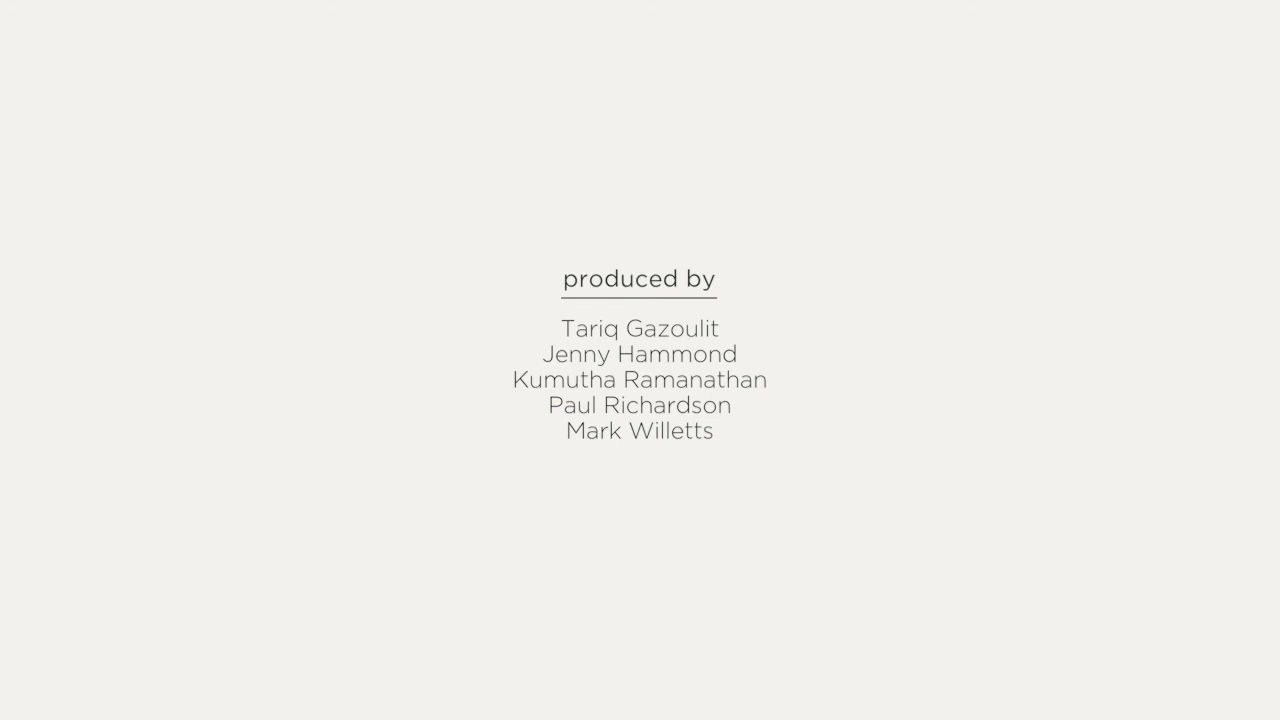 produced by
Tariq Gazoulit
Jenny Hammond
Kumutha Ramanathan
Paul Richardson
Mark Willetts